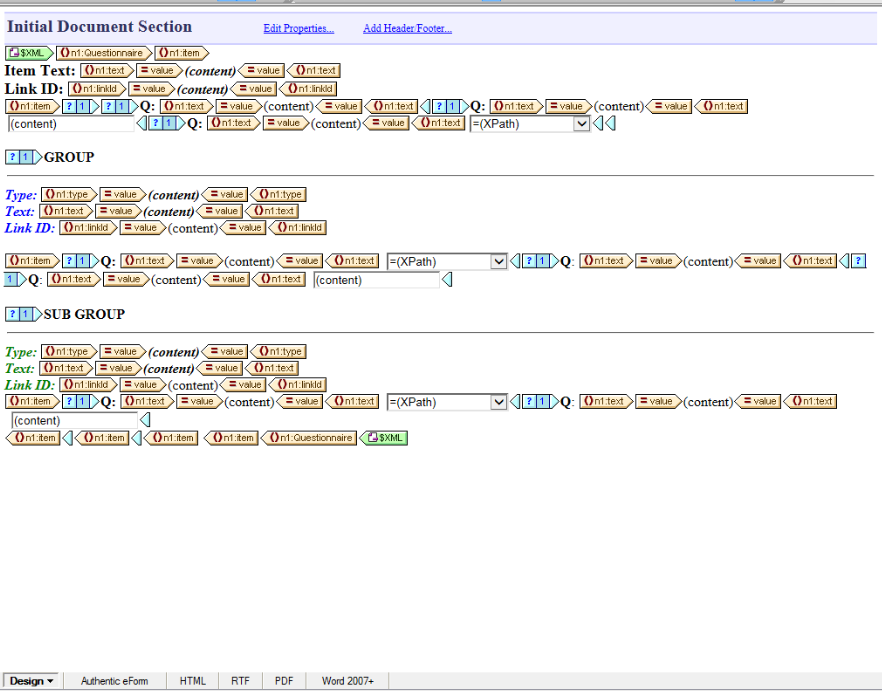 Initial Document Section Edit Properties... Add Header Footer...
$XML ()n1:Questionnaire ()n1:item
Item Text: ()n1:text = value (content) = value ()n1:text
Link ID: ()n1:linkId = value (content) = value ()n1:linkId
()n1:item ? 1 ? 1 Q: ()n1:text = value (content) = value ()n1:text ? 1 Q: ()n1:text = value (content) = value ()n1:text
(content) ? 1 Q: ()n1:text = value (content) = value ()n1:text =(XPath)
? 1 GROUP
Type: ()n1:type = value (content) = value ()n1:type
Text: ()n1:text = value (content) = value ()n1:text
Link ID: ()n1:linkId = value (content) = value ()n1:linkId
()n1:item ? 1 Q: ()n1:text = value (content) = value ()n1:text =(XPath) ? 1 Q: ()n1:text = value (content) = value ()n1:text ?
1 Q: ()n1:text = value (content) = value ()n1:text (content)
? 1 SUB GROUP
Type: ()n1:type = value (content) = value ()n1:type
Text: ()n1:text = value (content) = value ()n1:text
Link ID: ()n1:linkId = value (content) = value ()n1:linkId
()n1:item ? 1 Q: ()n1:text = value (content) = value ()n1:text =(XPath) ? 1 Q: ()n1:text = value (content) = value ()n1:text
(content)
()n1:item ()n1:item ()n1:item ()n1:item ()n1:Questionnaire $XML
Design Authentic eForm HTML RTF PDF Word 2007+